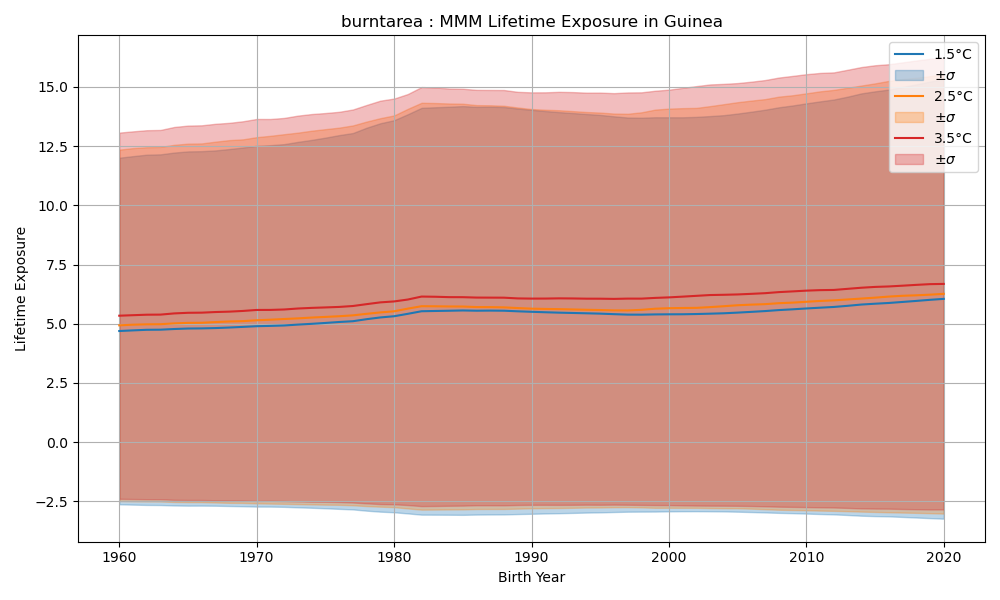 burntarea : MMM Lifetime Exposure in Guinea
15.0
12.5
10.0
7.5
5.0
2.5
0.0
−2.5
Lifetime Exposure
1.5°C
±σ
2.5°C
±σ
3.5°C
±σ
1960 1970 1980 1990 2000 2010 2020
Birth Year